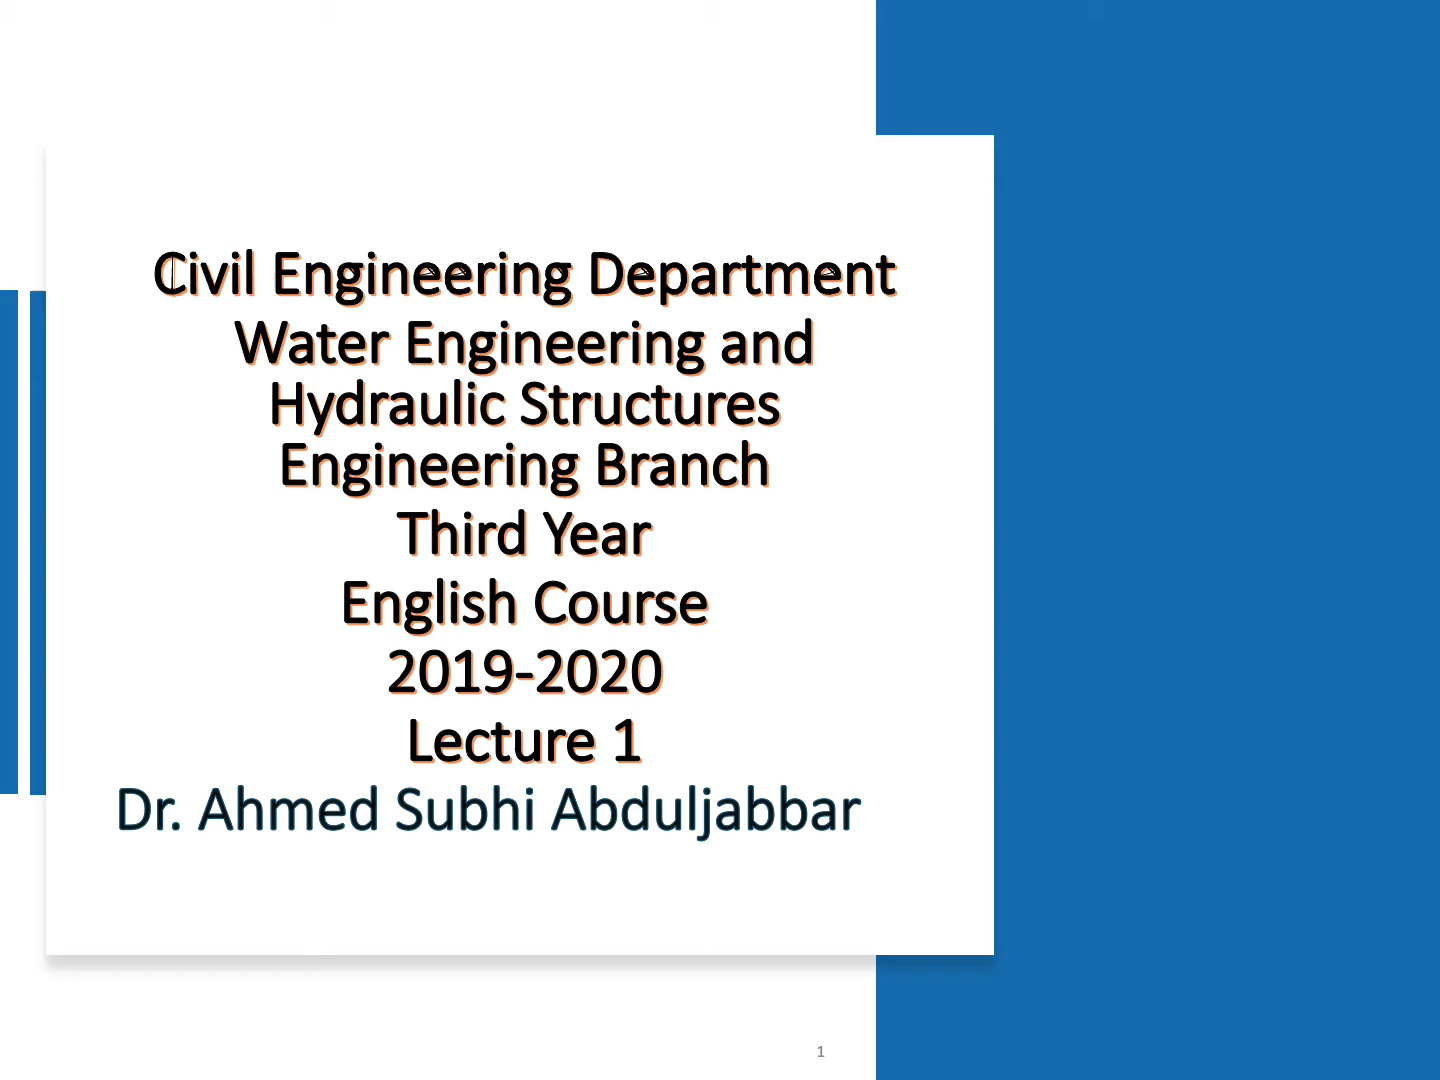 Civil Engineering Department
Water Engineering and
Hydraulic Structures
Engineering Branch
Third Year
English Course
2019-2020
Lecture 1
Dr. Ahmed Subhi Abduljabbar
1